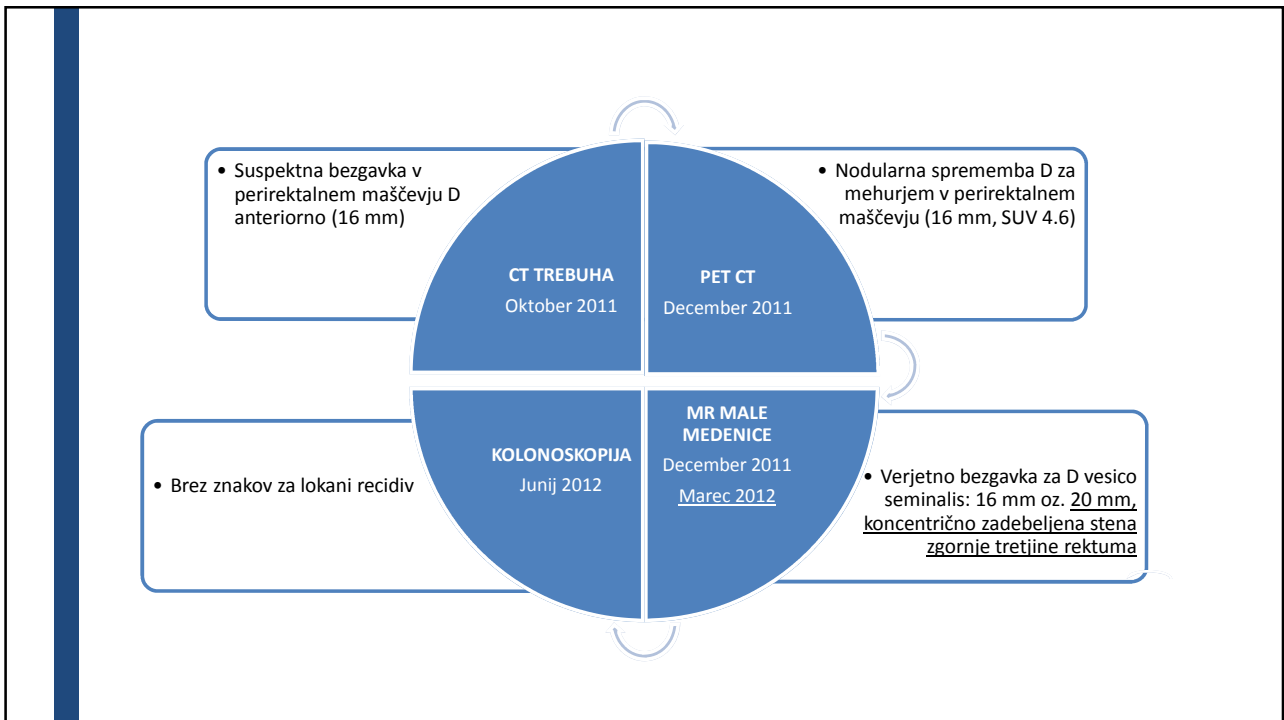 • Suspektna bezgavka v
perirektalnem maščevju D
anteriorno (16 mm)
• Nodularna sprememba D za
mehurjem v perirektalnem
maščevju (16 mm, SUV 4.6)
CT TREBUHA
Oktober 2011
PET CT
December 2011
MR MALE
MEDENICE
December 2011
Marec 2012
• Verjetno bezgavka za D vesico
seminalis: 16 mm oz. 20 mm,
koncentrično zadebeljena stena
zgornje tretjine rektuma
KOLONOSKOPIJA
Junij 2012
• Brez znakov za lokani recidiv